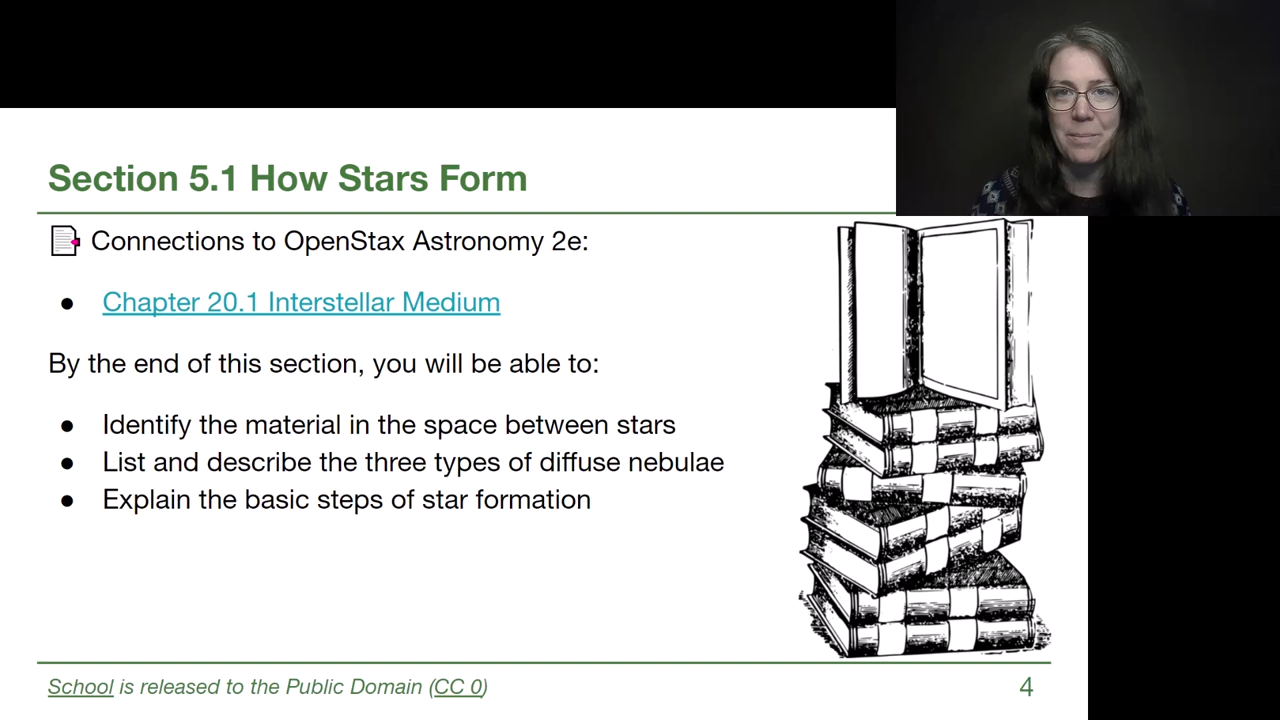 Section 5.1 How Stars Form
Connections to OpenStax Astronomy 2e:
● Chapter 20.1 Interstellar Medium
By the end of this section, you will be able to:
● Identify the material in the space between stars
● List and describe the three types of diffuse nebulae
● Explain the basic steps of star formation
School is released to the Public Domain (CC 0)
4